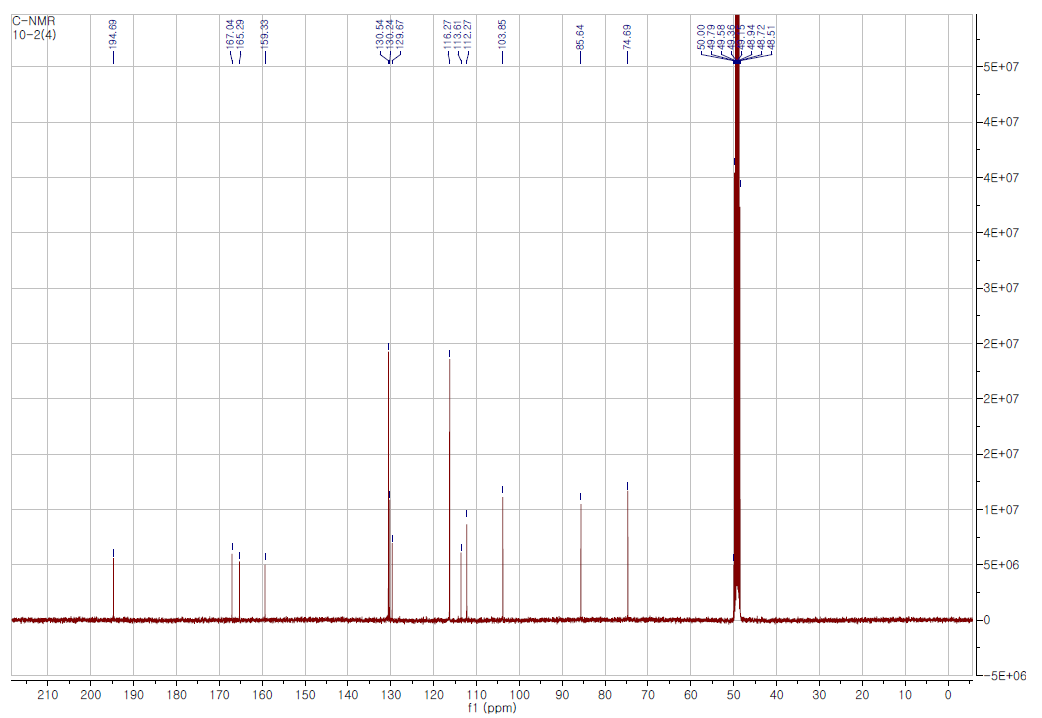 C-NMR
10-2(4)
194.69
167.04
165.29
159.33
130.54
130.24
129.67
116.27
113.61
112.27
103.85
85.64
74.69
50.00
49.79
49.58
49.36
49.15
48.94
48.72
48.51
5E+07
4E+07
4E+07
4E+07
3E+07
2E+07
2E+07
2E+07
1E+07
5E+06
0
-5E+06
210 200 190 180 170 160 150 140 130 120 110 100 90 80 70 60 50 40 30 20 10 0
f1 (ppm)